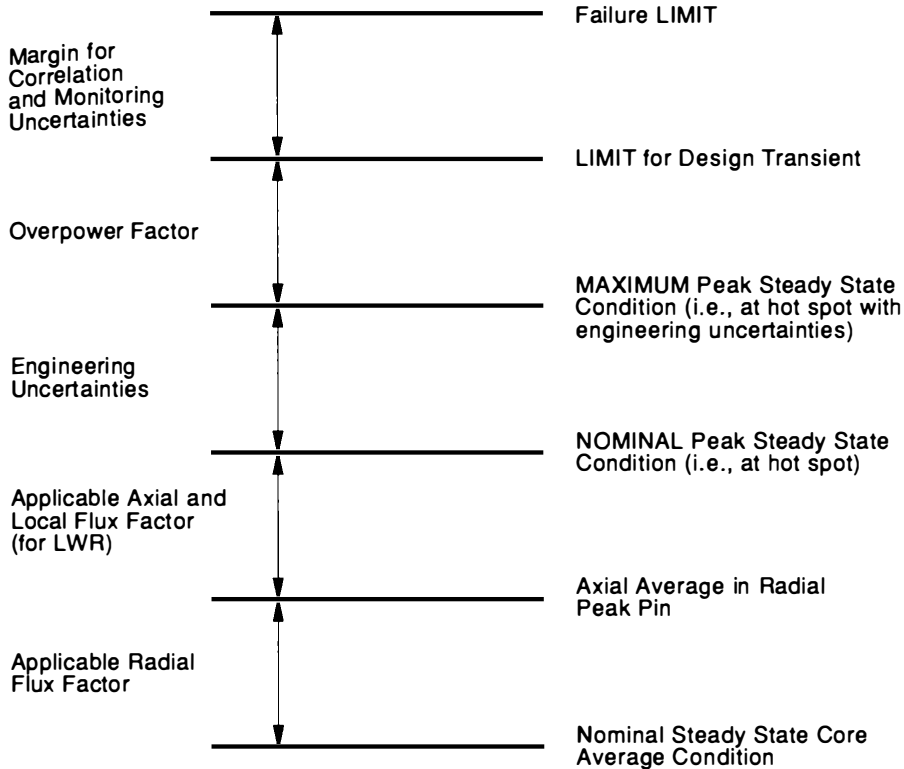 Failure LIMIT
Margin for
Correlation
and Monitoring
Uncertainties
LIMIT for Design Transient
Overpower Factor
MAXIMUM Peak Steady State
Condition (i.e., at hot spot with
engineering uncertainties)
Engineering
Uncertainties
NOMINAL Peak Steady State
Condition (i.e., at hot spot)
Applicable Axial and
Local Flux Factor
(for LWR)
Axial Average in Radial
Peak Pin
Applicable Radial
Flux Factor
Nominal Steady State Core
Average Condition